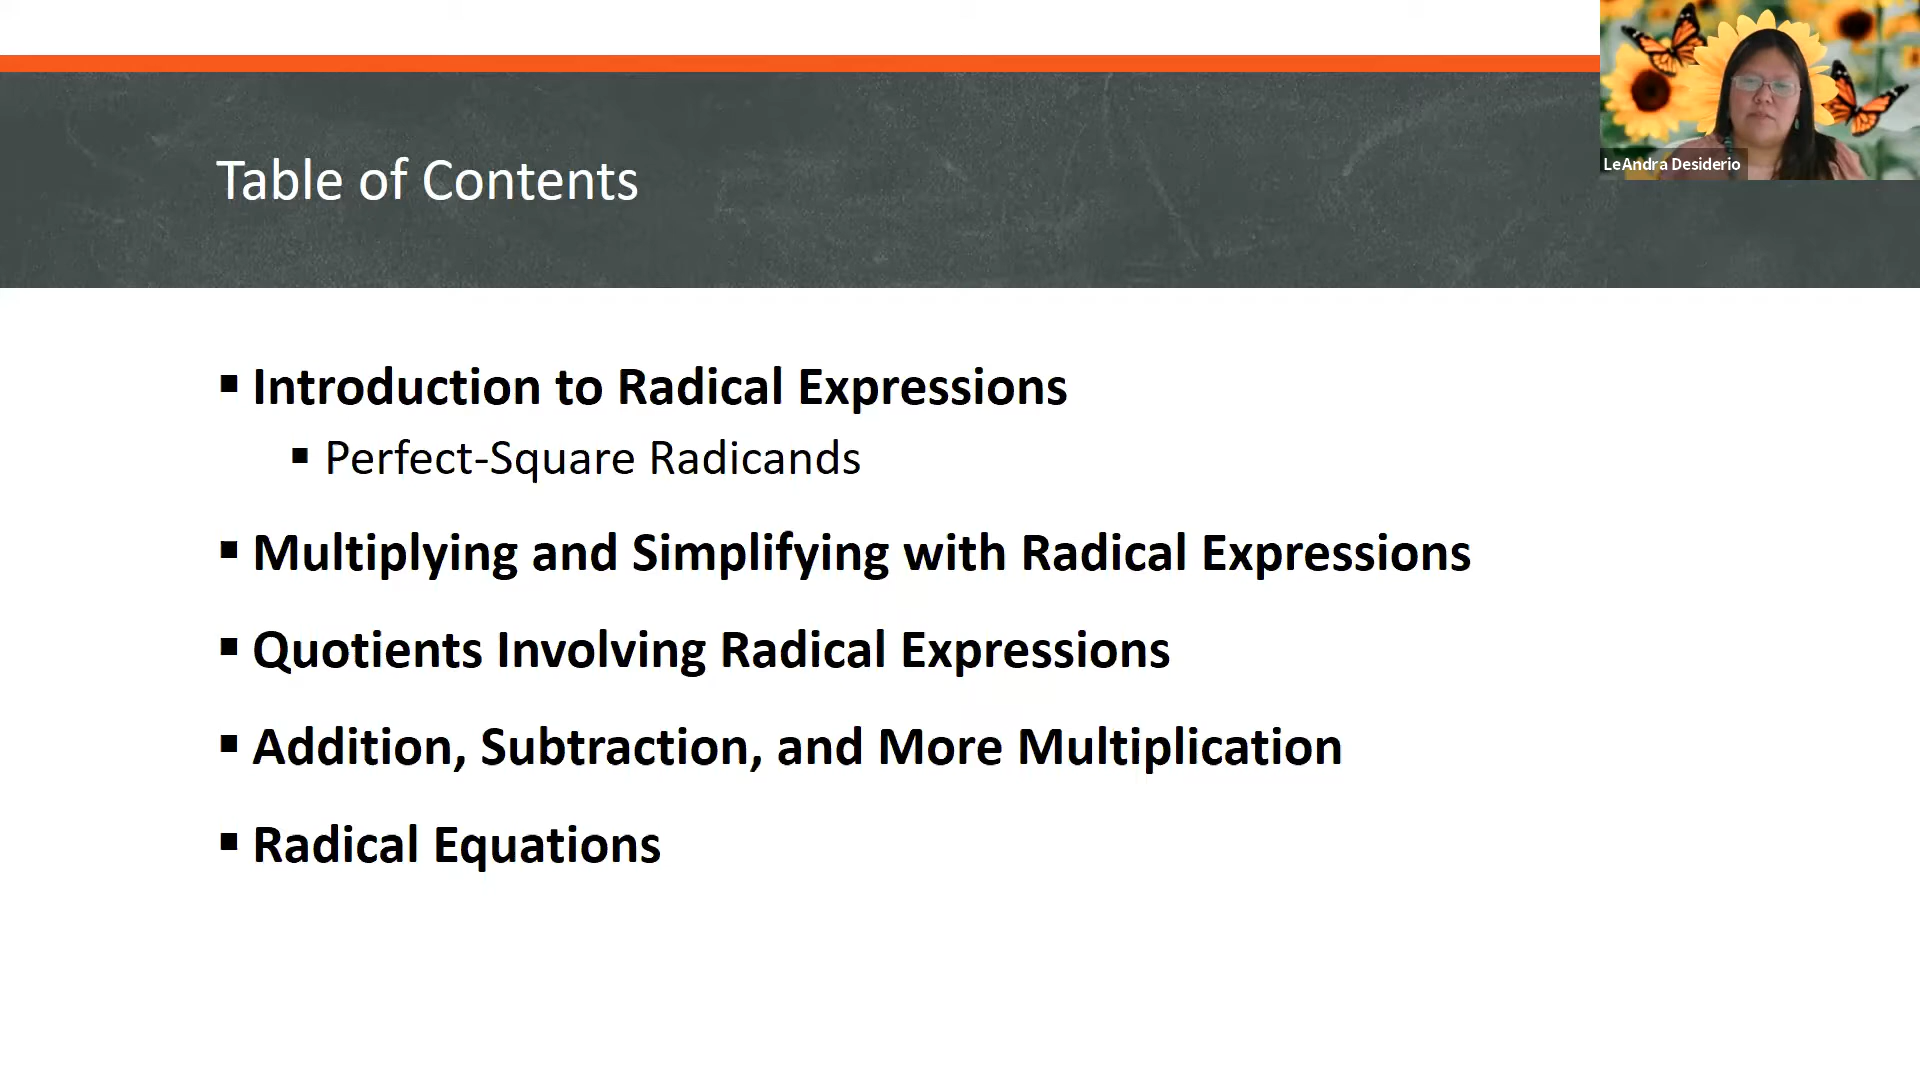 LeAndra Desiderio
Table of Contents
Introduction to Radical Expressions
Perfect-Square Radicands
Multiplying and Simplifying with Radical Expressions
Quotients Involving Radical Expressions
Addition, Subtraction, and More Multiplication
Radical Equations